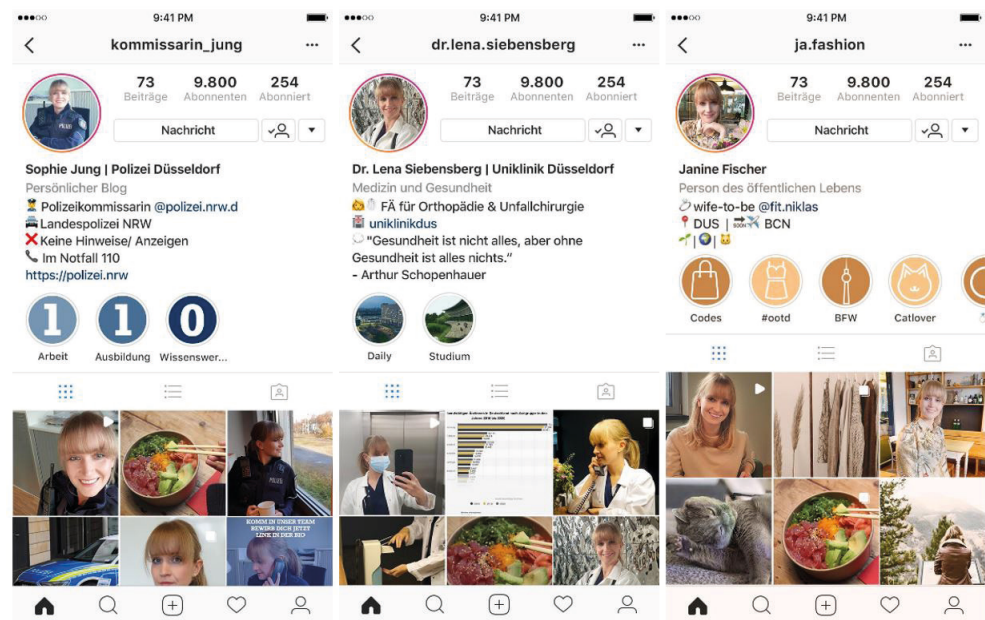 9:41 PM
kommissarin_jung
73
9.800
254
Beiträge
Abonnenten
Abonniert
Nachricht
Sophie Jung | Polizei Düsseldorf
Persönlicher Blog
Polizeikommissarin @polizei.nrw.d
Landespolizei NRW
Keine Hinweise/ Anzeigen
Im Notfall 110
https://polizei.nrw
1
1
0
Arbeit
Ausbildung
Wissenswer...
POLIZEI
KOMM IN UNSER TEAM
BEWIRB DICH JETZT
LINK IN DER BIO
9:41 PM
dr.lena.siebensberg
73
9.800
254
Beiträge
Abonnenten
Abonniert
Nachricht
Dr. Lena Siebensberg | Uniklinik Düsseldorf
Medizin und Gesundheit
FÄ für Orthopädie & Unfallchirurgie
uniklinikdus
"Gesundheit ist nicht alles, aber ohne
Gesundheit ist alles nichts.“
- Arthur Schopenhauer
Daily
Studium
9:41 PM
ja.fashion
73
9.800
254
Beiträge
Abonnenten
Abonniert
Nachricht
Janine Fischer
Person des öffentlichen Lebens
wife-to-be @fit.niklas
DUS | SOON BCN
| |
Codes
#ootd
BFW
Catlover